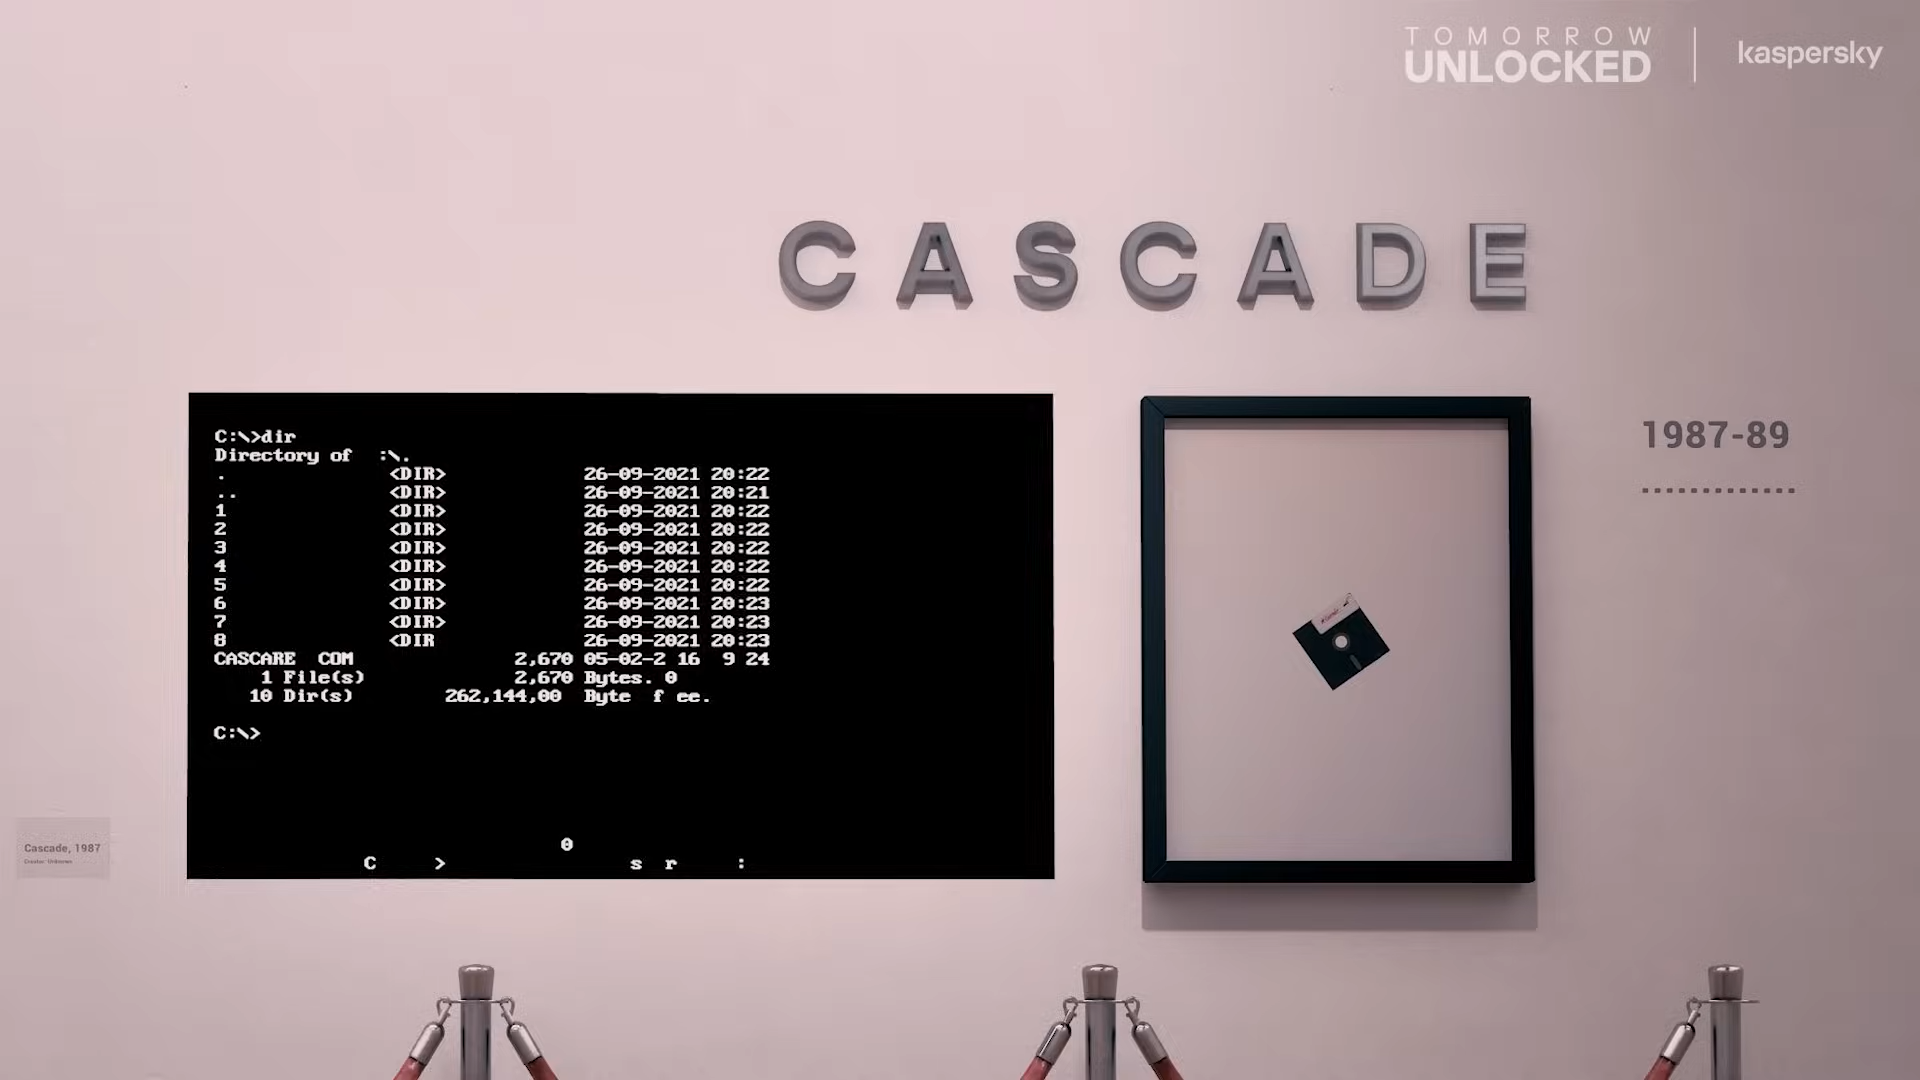 TOMORROW
UNLOCKED
kaspersky
CASCADE
C:\>dir
Directory of  :\.
.  <DIR>  26-09-2021 20:22
..  <DIR>  26-09-2021 20:21
1  <DIR>  26-09-2021 20:22
2  <DIR>  26-09-2021 20:22
3  <DIR>  26-09-2021 20:22
4  <DIR>  26-09-2021 20:22
5  <DIR>  26-09-2021 20:22
6  <DIR>  26-09-2021 20:23
7  <DIR>  26-09-2021 20:23
8  <DIR  26-09-2021 20:23
CASCARE  COM  2,670 05-02-2 16  9 24
1 File(s)  2,670 Bytes. 0
10 Dir(s)  262,144,00  Byte  f ee.
C:\>
0
C  >  s  r  :
1987-89
Cascade, 1987
Creator: Unknown